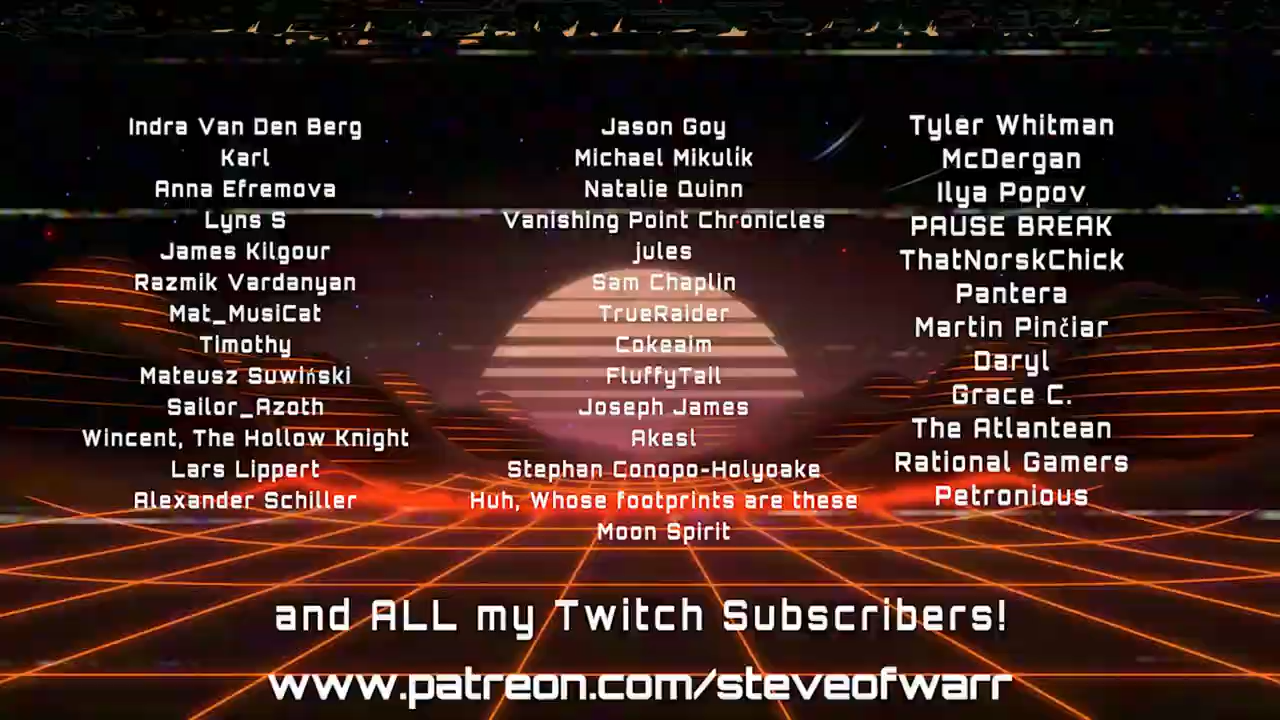 Indra Van Den Berg
Karl
Anna Efremova
Lyns S
James Kilgour
Razmik Vardanyan
Mat_MusiCat
Timothy
Mateusz Suwiński
Sailor_Azoth
Wincent, The Hollow Knight
Lars Lippert
Alexander Schiller
Jason Goy
Michael Mikulík
Natalie Quinn
Vanishing Point Chronicles
jules
Sam Chaplin
TrueRaider
Cokeaim
FluffyTail
Joseph James
Akesl
Stephan Conopo-Holyoake
Huh, Whose footprints are these
Moon Spirit
Tyler Whitman
McDergan
Ilya Popov
PAUSE BREAK
ThatNorskChick
Pantera
Martin Pinčiar
Daryl
Grace C.
The Atlantean
Rational Gamers
Petronious
and ALL my Twitch Subscribers!
www.patreon.com/steveofwarr